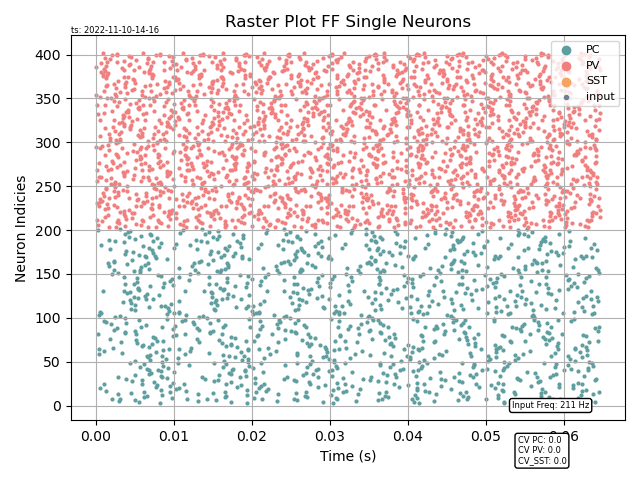 Raster Plot FF Single Neurons
ts: 2022-11-10-14-16
PC
PV
SST
input
Neuron Indicies
400
350
300
250
200
150
100
50
0
Input Freq: 211 Hz
0.00 0.01 0.02 0.03 0.04 0.05 0.06
Time (s)
CV PC: 0.0
CV PV: 0.0
CV_SST: 0.0